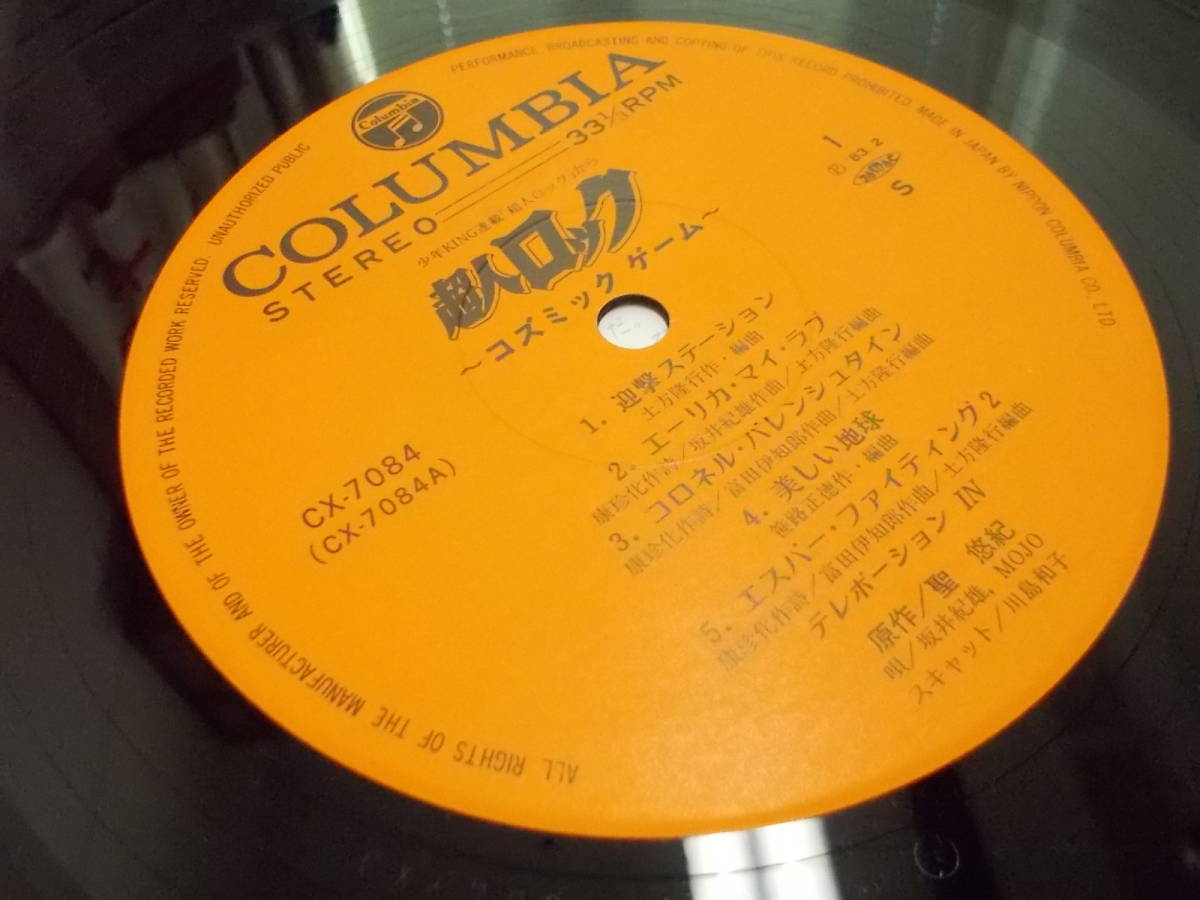 PERFORMANCE, BROADCASTING AND COPYING OF THIS RECORD PROHIBITED. MADE IN JAPAN BY NIPPON COLUMBIA CO., LTD.
Columbia
COLUMBIA
STEREO 33 1/3 RPM
1
Ⓟ 83.2
S
少年KING連載「超人ロック」から
超人ロック
~コズミック ゲーム~
CX-7084
(CX-7084A)
1. 迎撃ステーション
土方隆行作・編曲
2. エーリカ・マイ・ラブ
康珍化作詩/坂井紀雄作曲/土方隆行編曲
3. コロネル・バレンシュタイン
康珍化作詩/富田伊知郎作曲/土方隆行編曲
4. 美しい地球
笹路正徳作・編曲
5. エスパー・ファイティング2
康珍化作詩/富田伊知郎作曲/土方隆行編曲
テレポーション IN
原作/聖 悠紀
唄/坂井紀雄、MOJO
スキャット/川島和子
ALL RIGHTS OF THE MANUFACTURER AND OF THE OWNER OF THE RECORDED WORK RESERVED. UNAUTHORIZED PUBLIC